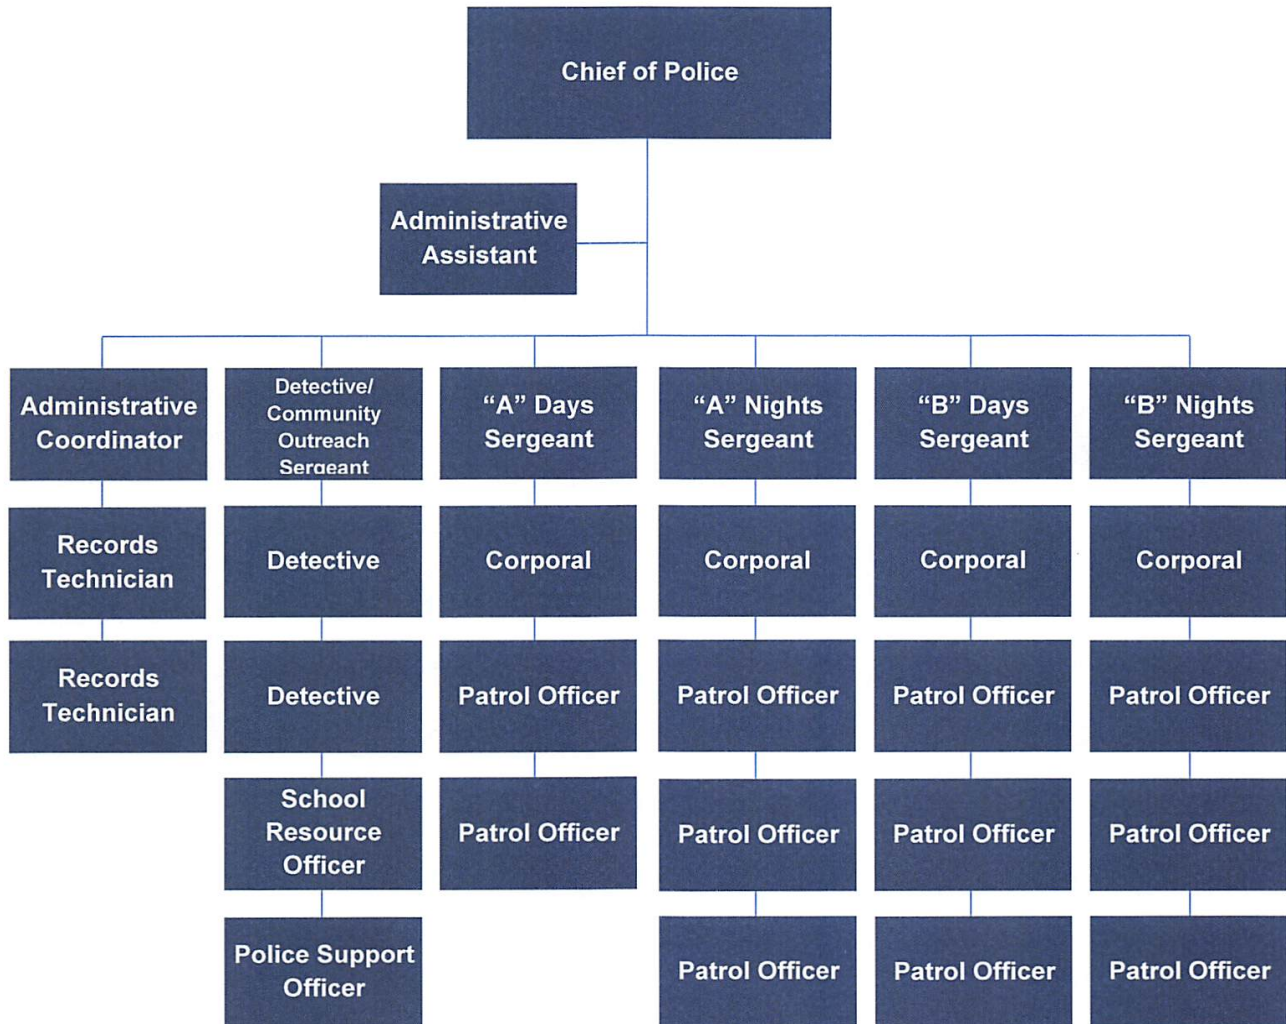 Chief of Police
Administrative
Assistant
Administrative
Coordinator
Detective/
Community
Outreach
Sergeant
“A” Days
Sergeant
“A” Nights
Sergeant
“B” Days
Sergeant
“B” Nights
Sergeant
Records
Technician
Detective
Corporal
Corporal
Corporal
Corporal
Records
Technician
Detective
Patrol Officer
Patrol Officer
Patrol Officer
Patrol Officer
School
Resource
Officer
Patrol Officer
Patrol Officer
Patrol Officer
Patrol Officer
Police Support
Officer
Patrol Officer
Patrol Officer
Patrol Officer